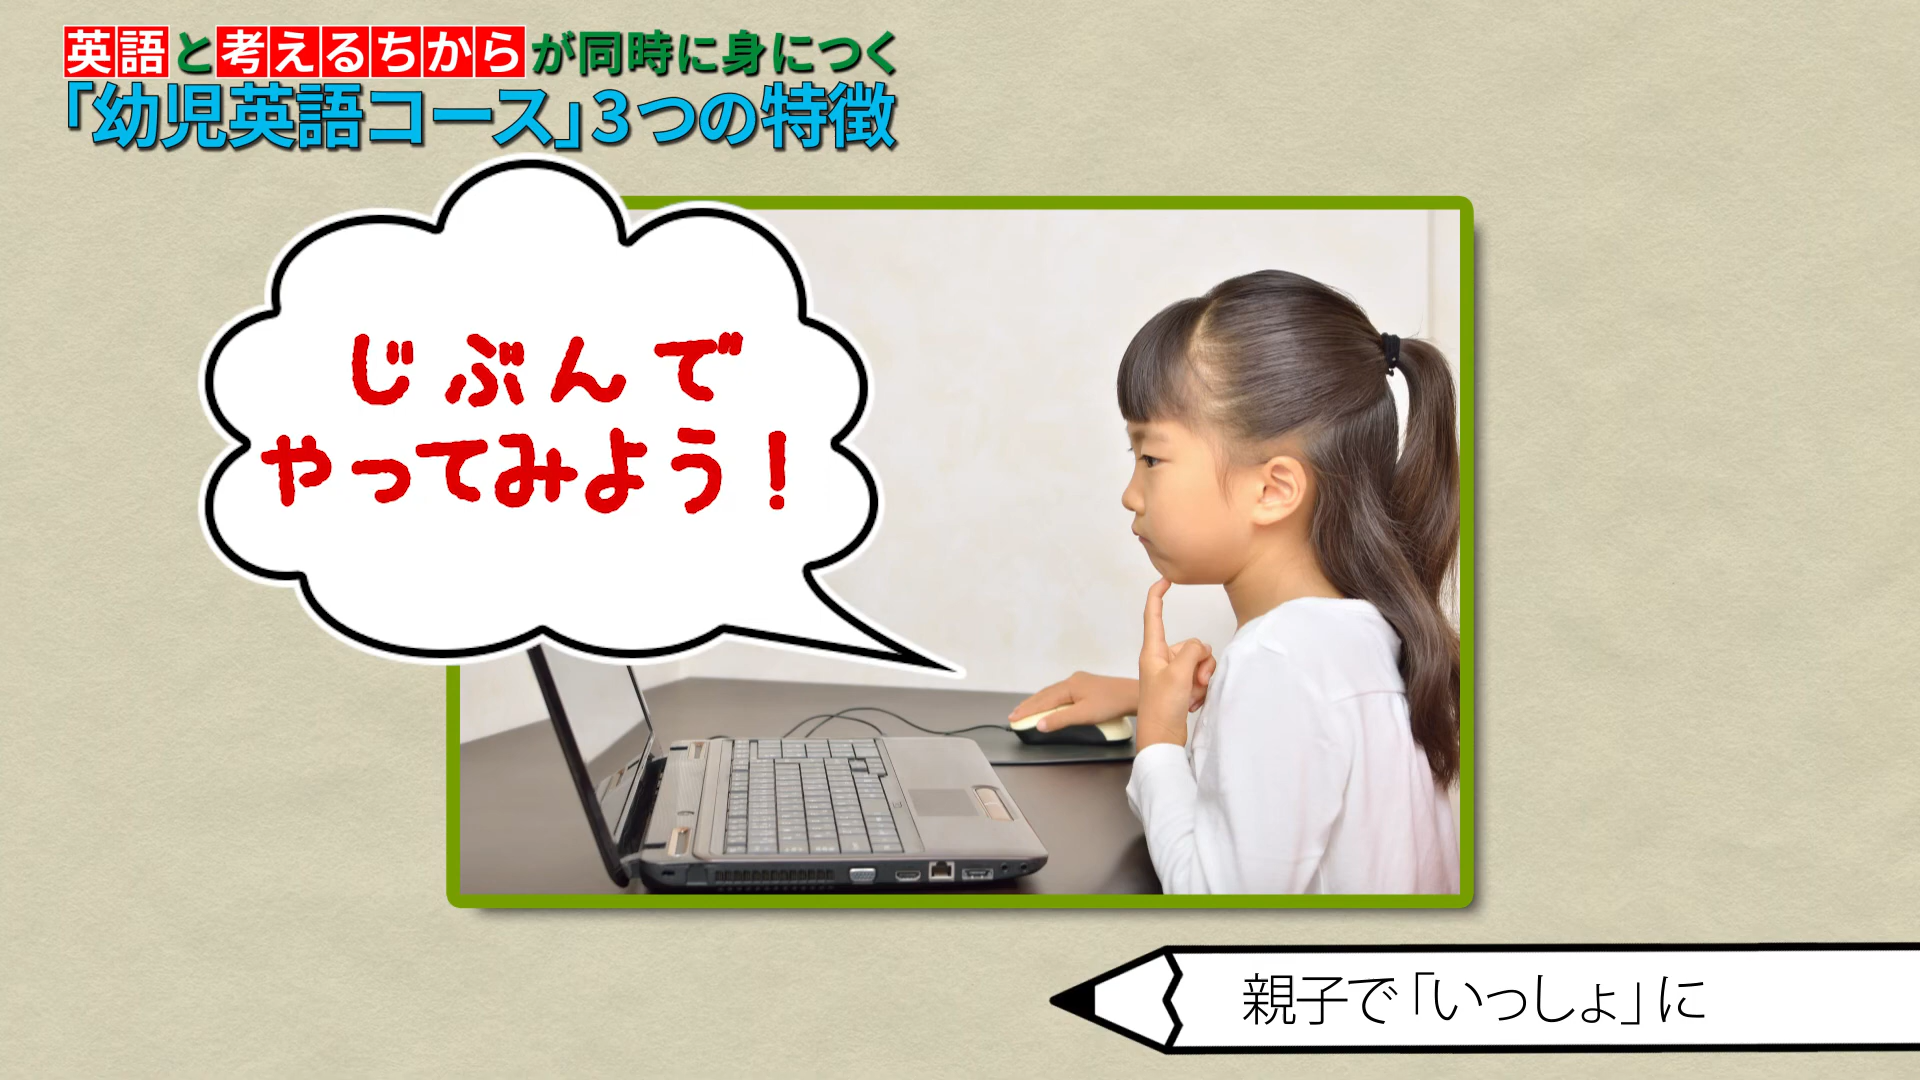 英語と考えるちからが同時に身につく
「幼児英語コース」3つの特徴
じぶんで
やってみよう!
親子で「いっしょ」に